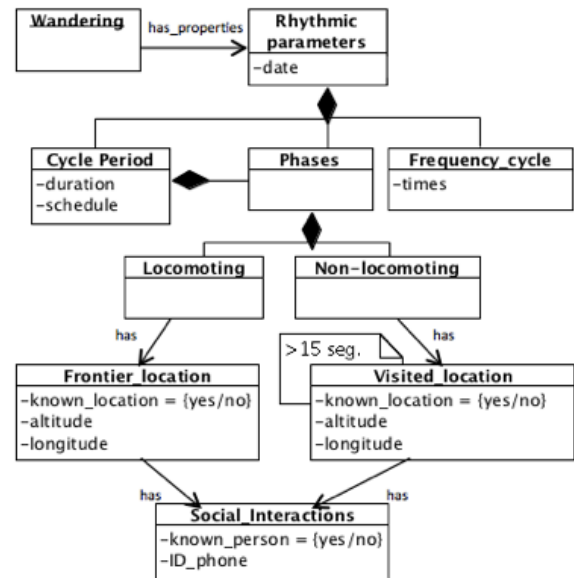 Wandering
has_properties
Rhythmic
parameters
-date
Cycle Period
-duration
-schedule
Phases
Frequency_cycle
-times
Locomoting
Non-locomoting
has
has
>15 seg.
Frontier_location
-known_location = {yes/no}
-altitude
-longitude
Visited_location
-known_location = {yes/no}
-altitude
-longitude
has
has
Social_Interactions
-known_person = {yes/no}
-ID_phone